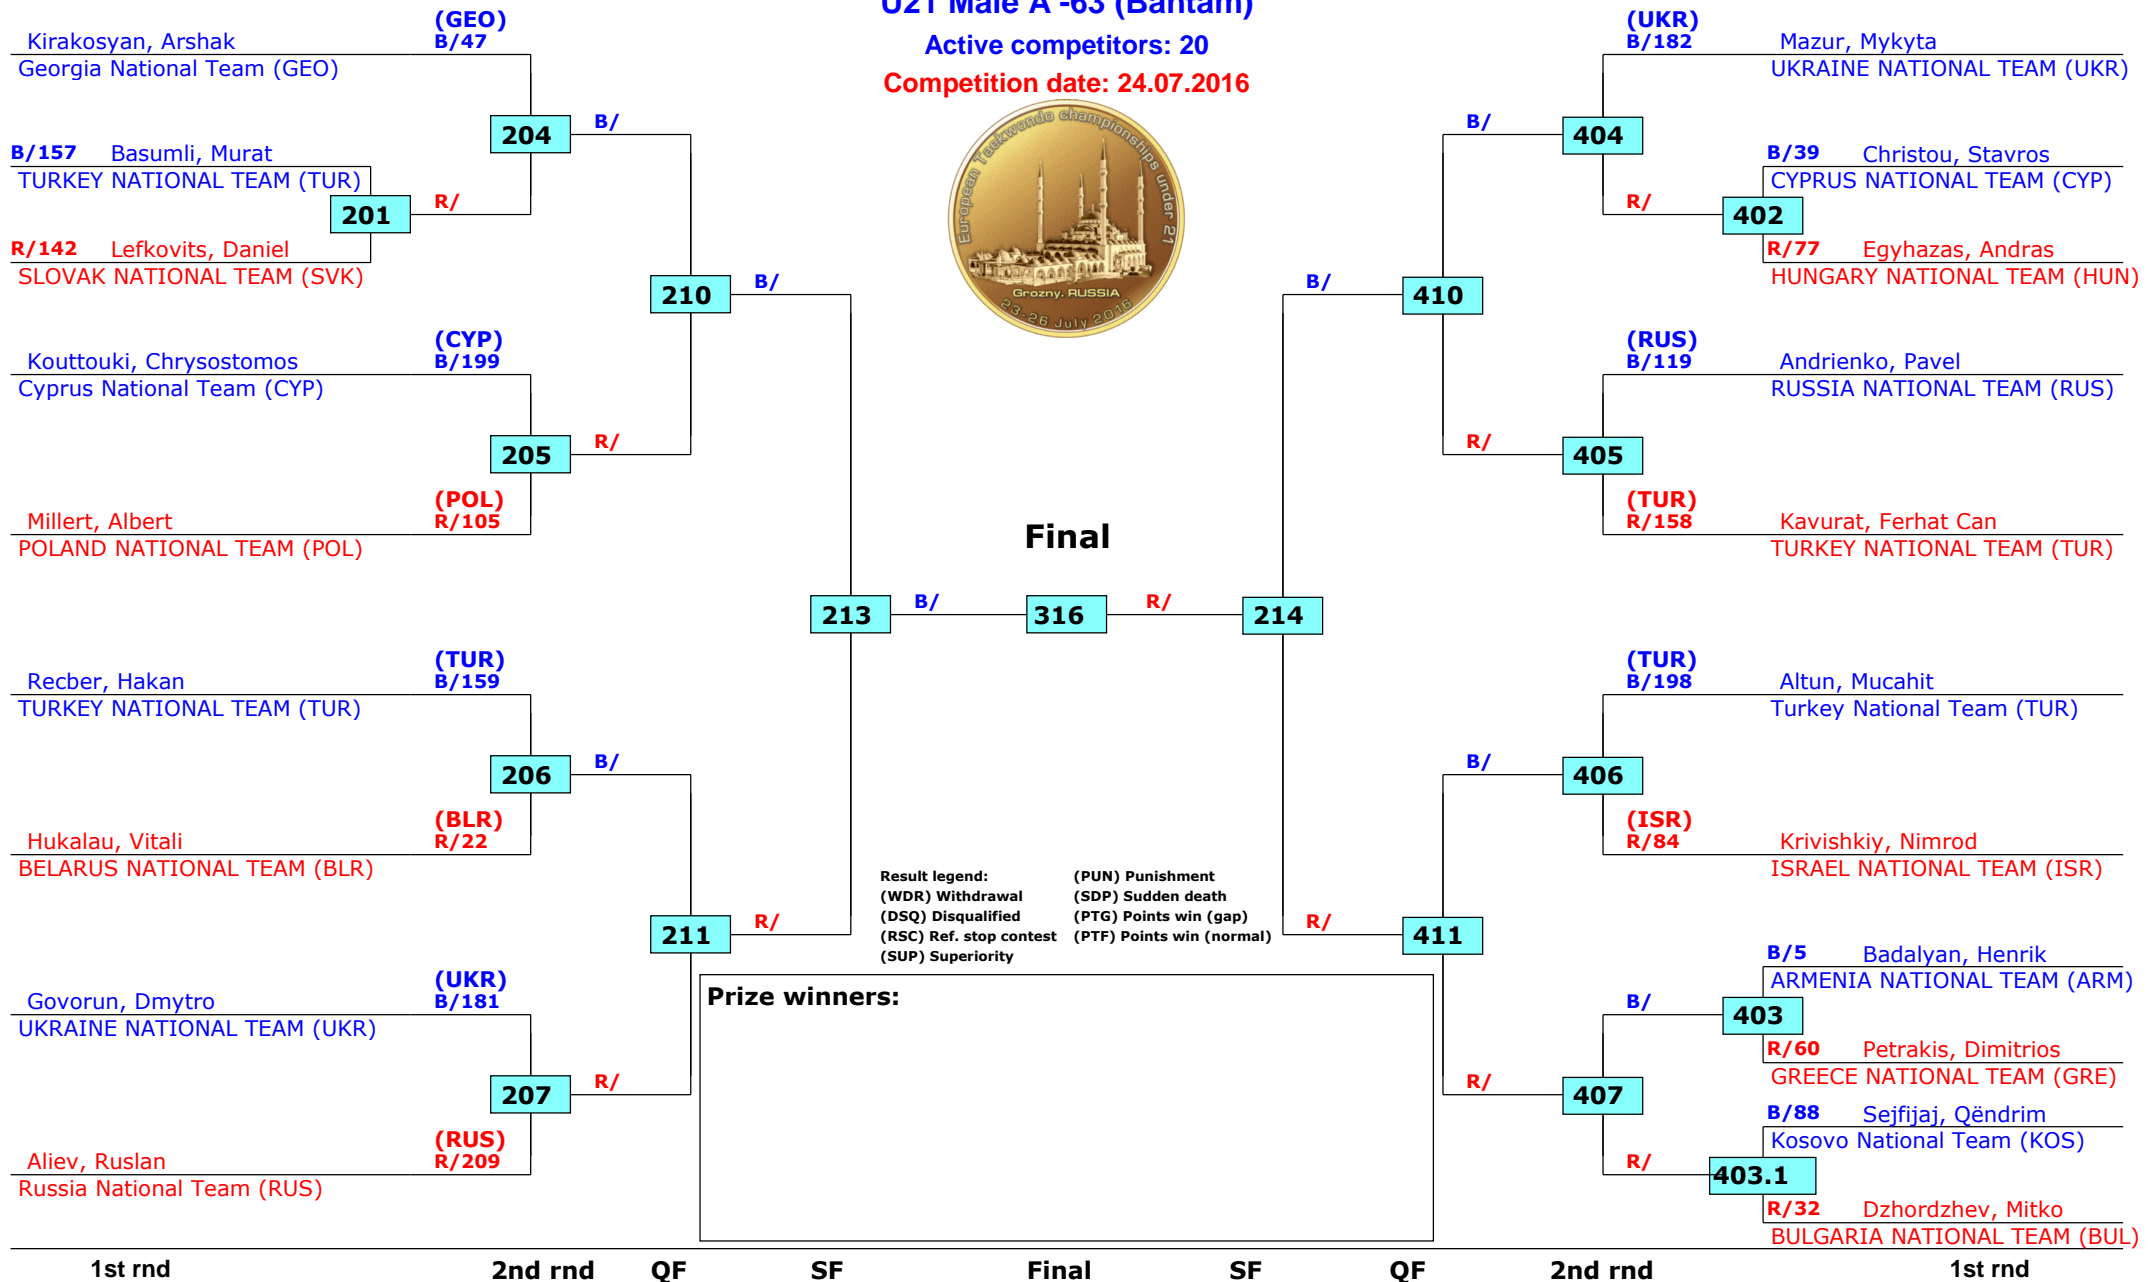 U21 Male A -63 (Bantam)
Active competitors: 20
Competition date: 24.07.2016
European Taekwondo championships under 21
Grozny, RUSSIA
23-26 July 2016
(GEO)
Kirakosyan, Arshak B/47
Georgia National Team (GEO)
204
B/
B/157 Basumli, Murat
TURKEY NATIONAL TEAM (TUR)
201
R/
R/142 Lefkovits, Daniel
SLOVAK NATIONAL TEAM (SVK)
210
B/
(CYP)
Kouttouki, Chrysostomos B/199
Cyprus National Team (CYP)
205
R/
(POL)
Millert, Albert R/105
POLAND NATIONAL TEAM (POL)
213
B/
(TUR)
Recber, Hakan B/159
TURKEY NATIONAL TEAM (TUR)
206
B/
(BLR)
Hukalau, Vitali R/22
BELARUS NATIONAL TEAM (BLR)
211
R/
(UKR)
Govorun, Dmytro B/181
UKRAINE NATIONAL TEAM (UKR)
207
R/
(RUS)
Aliev, Ruslan R/209
Russia National Team (RUS)
Final
316
R/
214
(UKR)
B/182 Mazur, Mykyta
UKRAINE NATIONAL TEAM (UKR)
B/
404
B/39 Christou, Stavros
CYPRUS NATIONAL TEAM (CYP)
R/
402
R/77 Egyhazas, Andras
HUNGARY NATIONAL TEAM (HUN)
B/
410
(RUS)
B/119 Andrienko, Pavel
RUSSIA NATIONAL TEAM (RUS)
R/
405
(TUR)
R/158 Kavurat, Ferhat Can
TURKEY NATIONAL TEAM (TUR)
(TUR)
B/198 Altun, Mucahit
Turkey National Team (TUR)
B/
406
(ISR)
R/84 Krivishkiy, Nimrod
ISRAEL NATIONAL TEAM (ISR)
R/
411
B/5 Badalyan, Henrik
ARMENIA NATIONAL TEAM (ARM)
B/
403
R/60 Petrakis, Dimitrios
GREECE NATIONAL TEAM (GRE)
R/
407
B/88 Sejfijaj, Qëndrim
Kosovo National Team (KOS)
R/
403.1
R/32 Dzhordzhev, Mitko
BULGARIA NATIONAL TEAM (BUL)
Result legend: (PUN) Punishment
(WDR) Withdrawal (SDP) Sudden death
(DSQ) Disqualified (PTG) Points win (gap)
(RSC) Ref. stop contest (PTF) Points win (normal)
(SUP) Superiority
Prize winners:
1st rnd 2nd rnd QF SF Final SF QF 2nd rnd 1st rnd